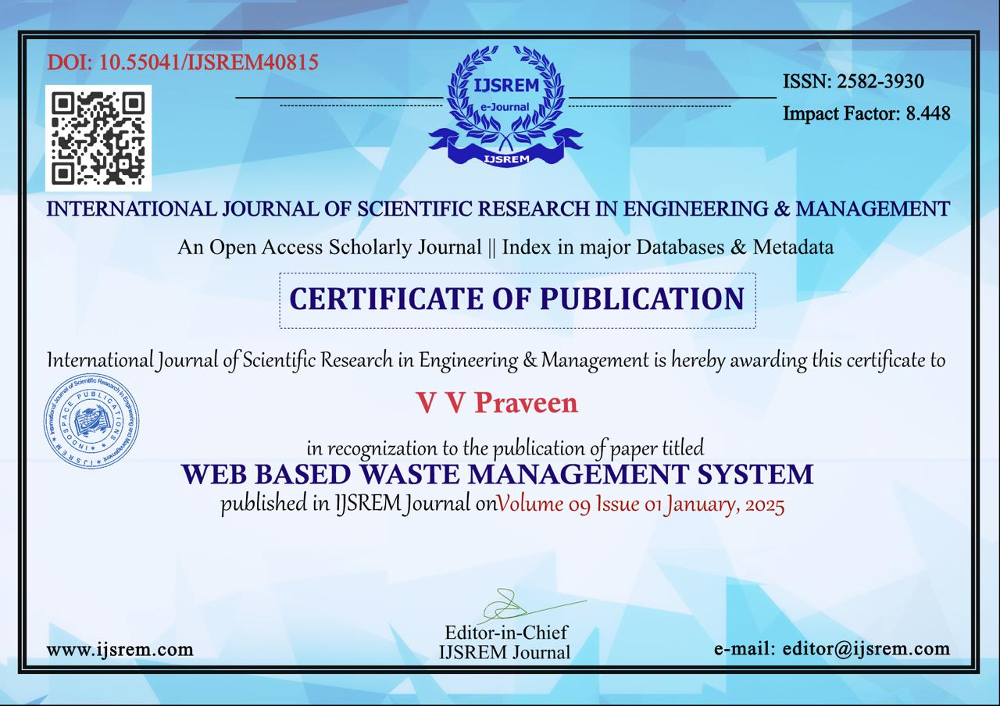 DOI: 10.55041/IJSREM40815
IJSREM
e-Journal
IJSREM
ISSN: 2582-3930
Impact Factor: 8.448
INTERNATIONAL JOURNAL OF SCIENTIFIC RESEARCH IN ENGINEERING & MANAGEMENT
An Open Access Scholarly Journal || Index in major Databases & Metadata
CERTIFICATE OF PUBLICATION
International Journal of Scientific Research in Engineering & Management is hereby awarding this certificate to
International Journal of Scientific Research in Engineering and Management
INDOSPACE PUBLICATIONS
IJSREM
V V Praveen
in recognization to the publication of paper titled
WEB BASED WASTE MANAGEMENT SYSTEM
published in IJSREM Journal onVolume 09 Issue 01 January, 2025
Editor-in-Chief
IJSREM Journal
www.ijsrem.com
e-mail: editor@ijsrem.com